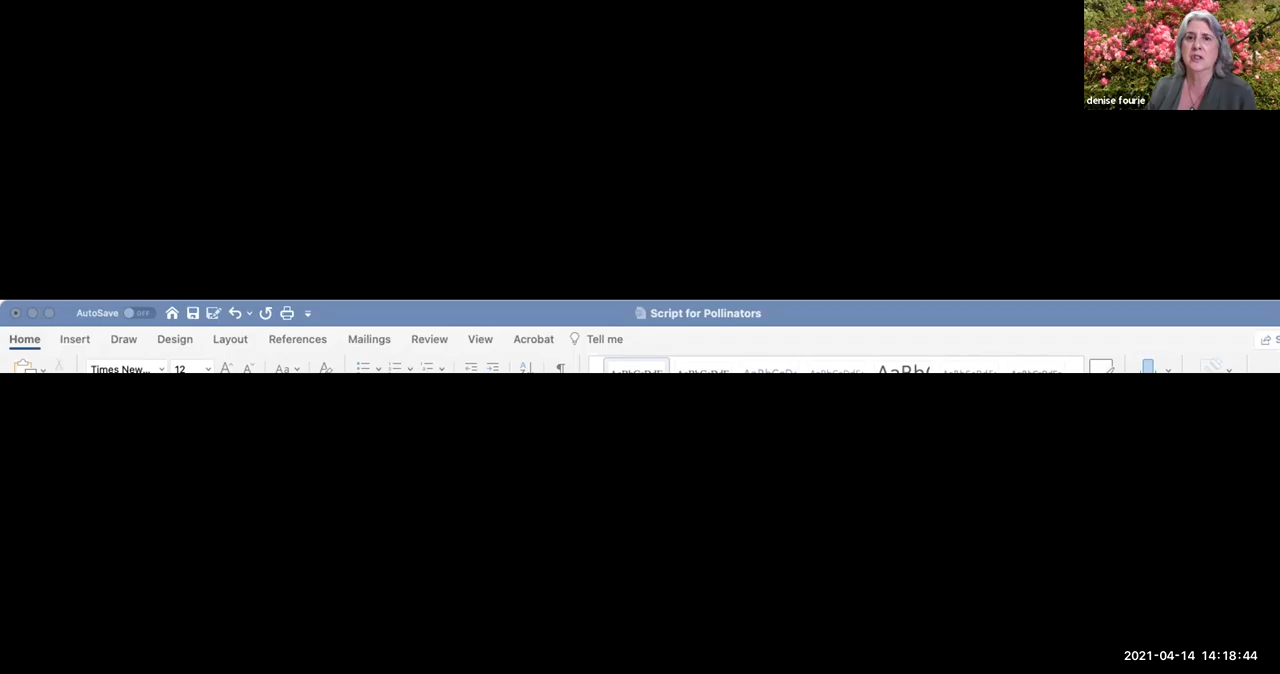 denise fourie
AutoSave OFF
Script for Pollinators
Home Insert Draw Design Layout References Mailings Review View Acrobat Tell me
Times New... 12 Aa
2021-04-14 14:18:44